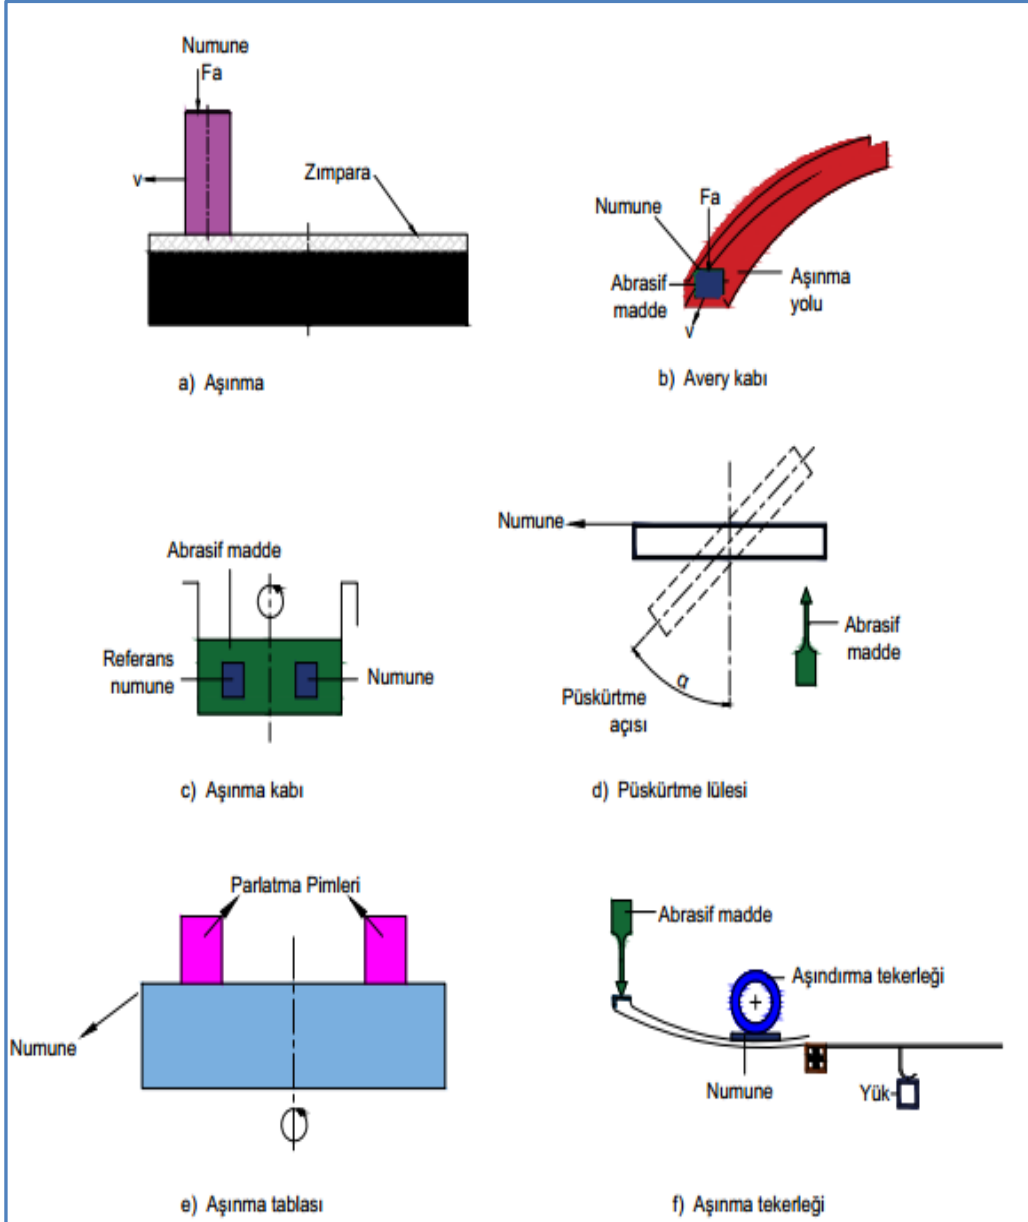 Numune
Fa
v
Zımpara
a) Aşınma
Fa
Numune
Abrasif
madde
Aşınma
yolu
v
b) Avery kabı
Abrasif madde
Referans
numune
Numune
c) Aşınma kabı
Numune
Abrasif
madde
α
Püskürtme
açısı
d) Püskürtme lülesi
Parlatma Pimleri
Numune
e) Aşınma tablası
Abrasif madde
Aşındırma tekerleği
Numune
Yük
f) Aşınma tekerleği